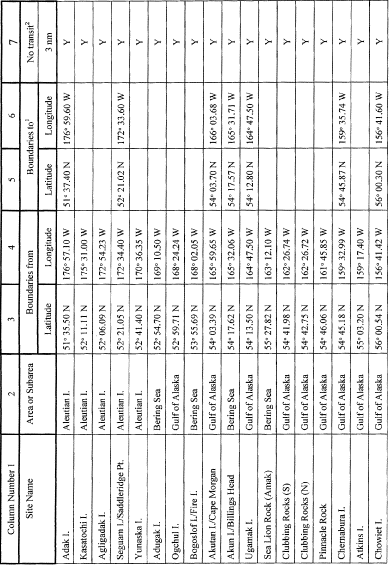 Column Number 1 2 3 4 5 6 7
Site Name Area or Subarea Boundaries from Boundaries to¹ No transit²
Latitude Longitude Latitude Longitude 3 nm
Adak I. Aleutian I. 51° 35.50 N 176° 57.10 W 51° 37.40 N 176° 59.60 W Y
Kasatochi I. Aleutian I. 52° 11.11 N 175° 31.00 W Y
Agligadak I. Aleutian I. 52° 06.09 N 172° 54.23 W Y
Seguam I./Saddleridge Pt. Aleutian I. 52° 21.05 N 172° 34.40 W 52° 21.02 N 172° 33.60 W Y
Yunaska I. Aleutian I. 52° 41.40 N 170° 36.35 W Y
Adugak I. Bering Sea 52° 54.70 N 169° 10.50 W Y
Ogchul I. Gulf of Alaska 52° 59.71 N 168° 24.24 W Y
Bogoslof I./Fire I. Bering Sea 53° 55.69 N 168° 02.05 W Y
Akutan I./Cape Morgan Gulf of Alaska 54° 03.39 N 165° 59.65 W 54° 03.70 N 166° 03.68 W Y
Akun I./Billings Head Bering Sea 54° 17.62 N 165° 32.06 W 54° 17.57 N 165° 31.71 W Y
Ugamak I. Gulf of Alaska 54° 13.50 N 164° 47.50 W 54° 12.80 N 164° 47.50 W Y
Sea Lion Rock (Amak) Bering Sea 55° 27.82 N 163° 12.10 W Y
Clubbing Rocks (S) Gulf of Alaska 54° 41.98 N 162° 26.74 W Y
Clubbing Rocks (N) Gulf of Alaska 54° 42.75 N 162° 26.72 W Y
Pinnacle Rock Gulf of Alaska 54° 46.06 N 161° 45.85 W Y
Chernabura I. Gulf of Alaska 54° 45.18 N 159° 32.99 W 54° 45.87 N 159° 35.74 W Y
Atkins I. Gulf of Alaska 55° 03.20 N 159° 17.40 W Y
Chowiet I. Gulf of Alaska 56° 00.54 N 156° 41.42 W 56° 00.30 N 156° 41.60 W Y